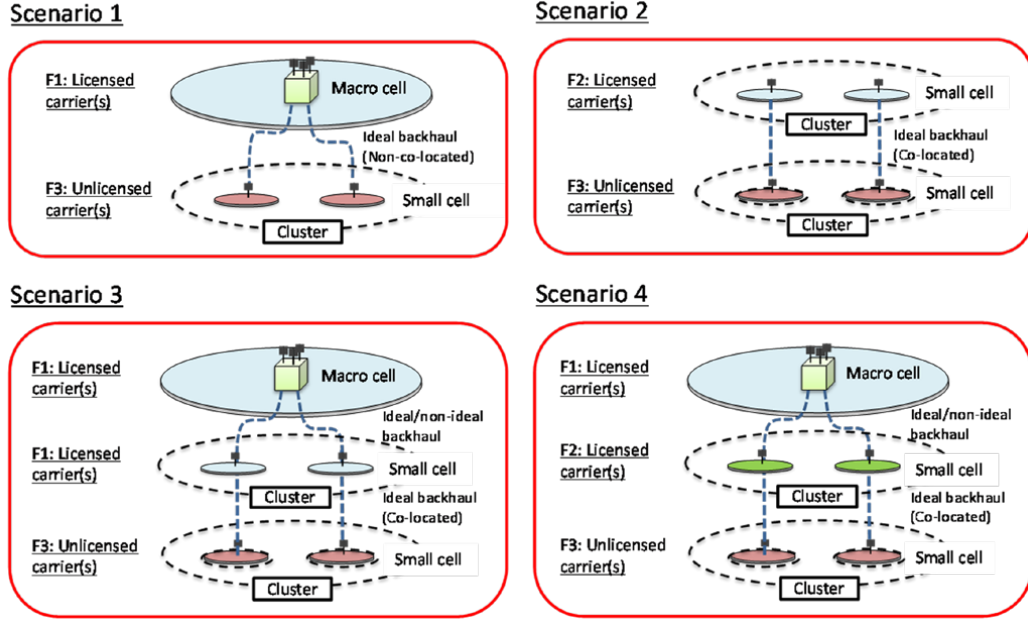 Scenario 1
F1: Licensed
carrier(s)
Macro cell
Ideal backhaul
(Non-co-located)
F3: Unlicensed
carrier(s)
Small cell
Cluster
Scenario 2
F2: Licensed
carrier(s)
Small cell
Cluster
Ideal backhaul
(Co-located)
F3: Unlicensed
carrier(s)
Small cell
Cluster
Scenario 3
F1: Licensed
carrier(s)
Macro cell
Ideal/non-ideal
backhaul
F1: Licensed
carrier(s)
Small cell
Cluster
Ideal backhaul
(Co-located)
F3: Unlicensed
carrier(s)
Small cell
Cluster
Scenario 4
F1: Licensed
carrier(s)
Macro cell
Ideal/non-ideal
backhaul
F2: Licensed
carrier(s)
Small cell
Cluster
Ideal backhaul
(Co-located)
F3: Unlicensed
carrier(s)
Small cell
Cluster